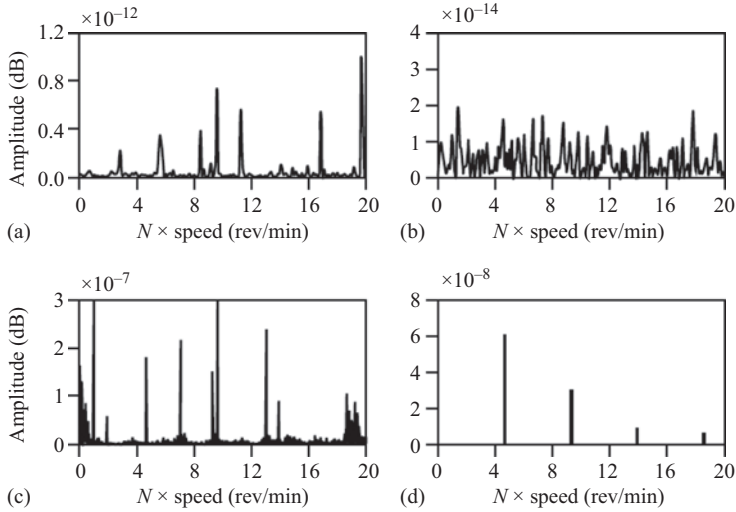 ×10⁻¹²
Amplitude (dB)
1.2
0.8
0.4
0.0
0 4 8 12 16 20
(a) N × speed (rev/min)
×10⁻¹⁴
4
3
2
1
0
0 4 8 12 16 20
(b) N × speed (rev/min)
×10⁻⁷
Amplitude (dB)
3
2
1
0
0 4 8 12 16 20
(c) N × speed (rev/min)
×10⁻⁸
8
6
4
2
0
0 4 8 12 16 20
(d) N × speed (rev/min)